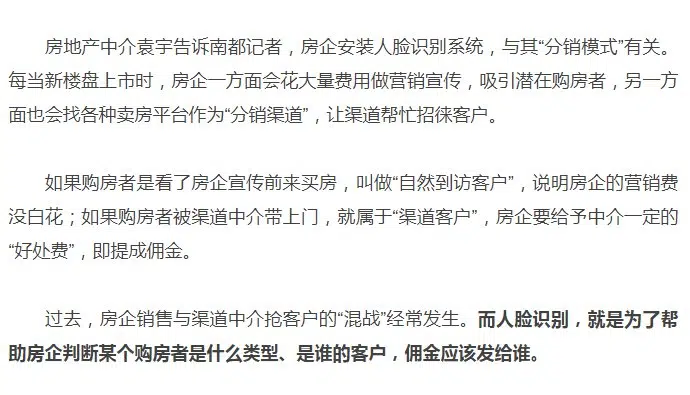 房地产中介袁宇告诉南都记者，房企安装人脸识别系统，与其“分销模式”有关。
每当新楼盘上市时，房企一方面会花大量费用做营销宣传，吸引潜在购房者，另一方
面也会找各种卖房平台作为“分销渠道”，让渠道帮忙招徕客户。
如果购房者是看了房企宣传前来买房，叫做“自然到访客户”，说明房企的营销费
没白花；如果购房者被渠道中介带上门，就属于“渠道客户”，房企要给予中介一定的
“好处费”，即提成佣金。
过去，房企销售与渠道中介抢客户的“混战”经常发生。而人脸识别，就是为了帮
助房企判断某个购房者是什么类型、是谁的客户，佣金应该发给谁。